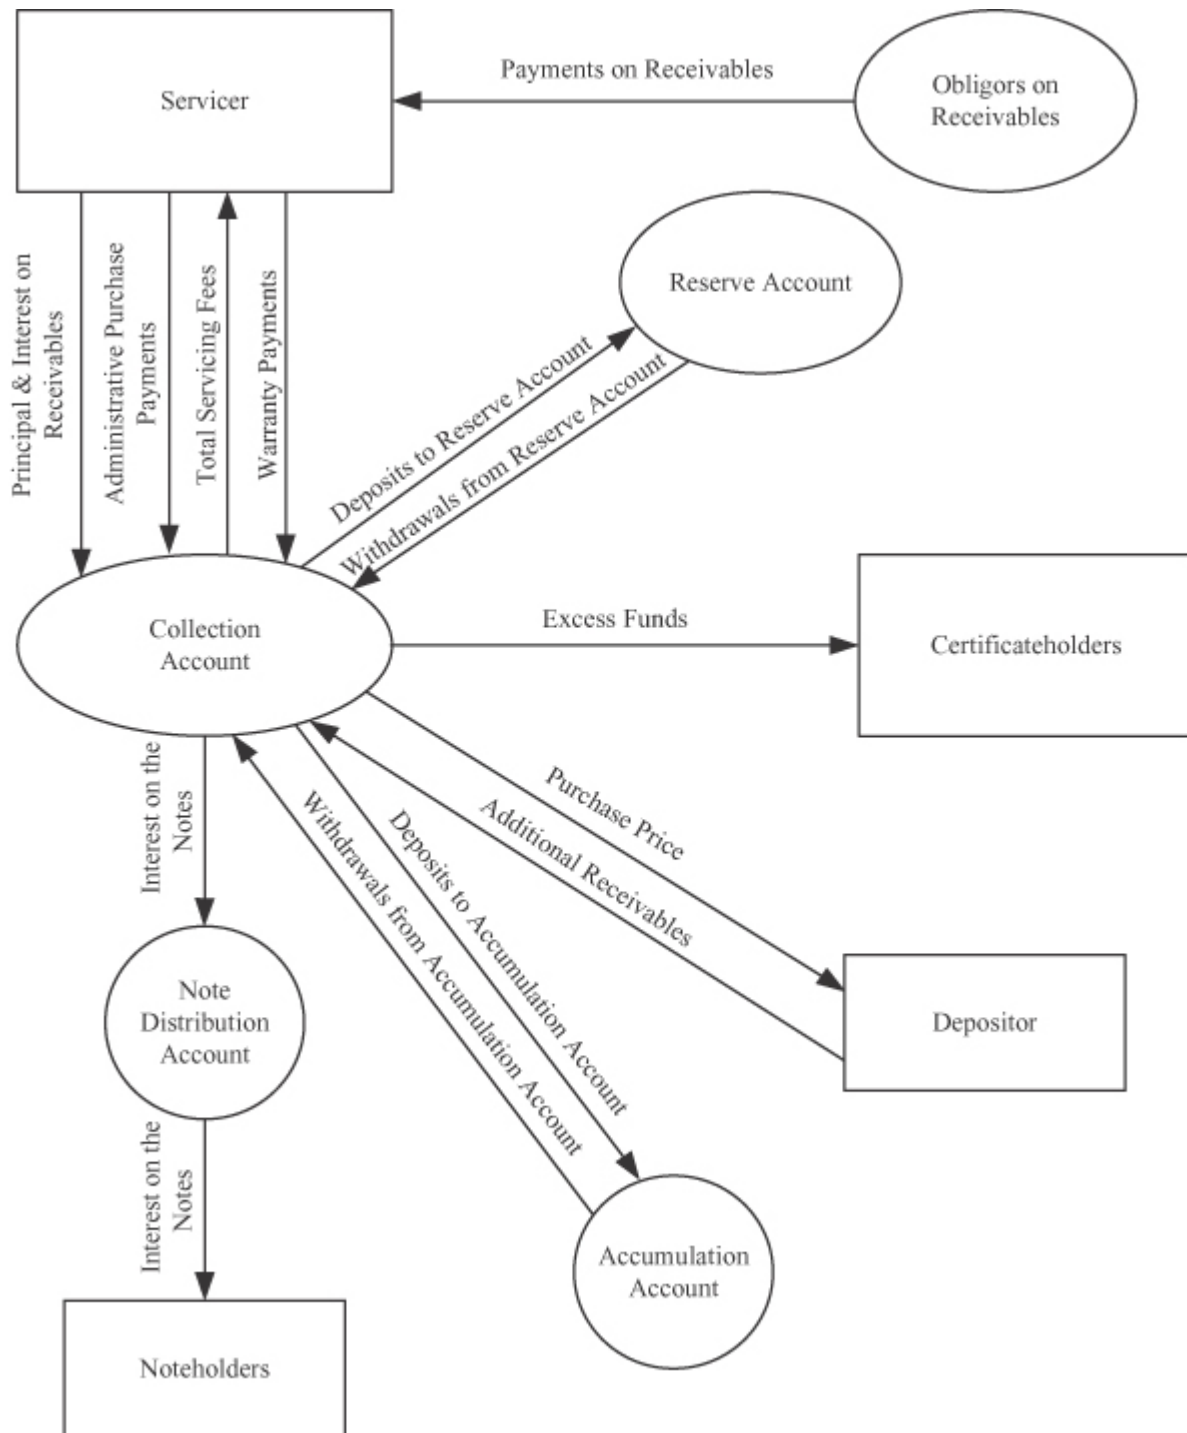 Payments on Receivables
Servicer
Obligors on
Receivables
Principal & Interest on
Receivables
Administrative Purchase
Payments
Total Servicing Fees
Warranty Payments
Reserve Account
Deposits to Reserve Account
Withdrawals from Reserve Account
Collection
Account
Excess Funds
Certificateholders
Interest on the
Notes
Withdrawals from Accumulation Account
Deposits to Accumulation Account
Purchase Price
Additional Receivables
Note
Distribution
Account
Depositor
Interest on the
Notes
Accumulation
Account
Noteholders